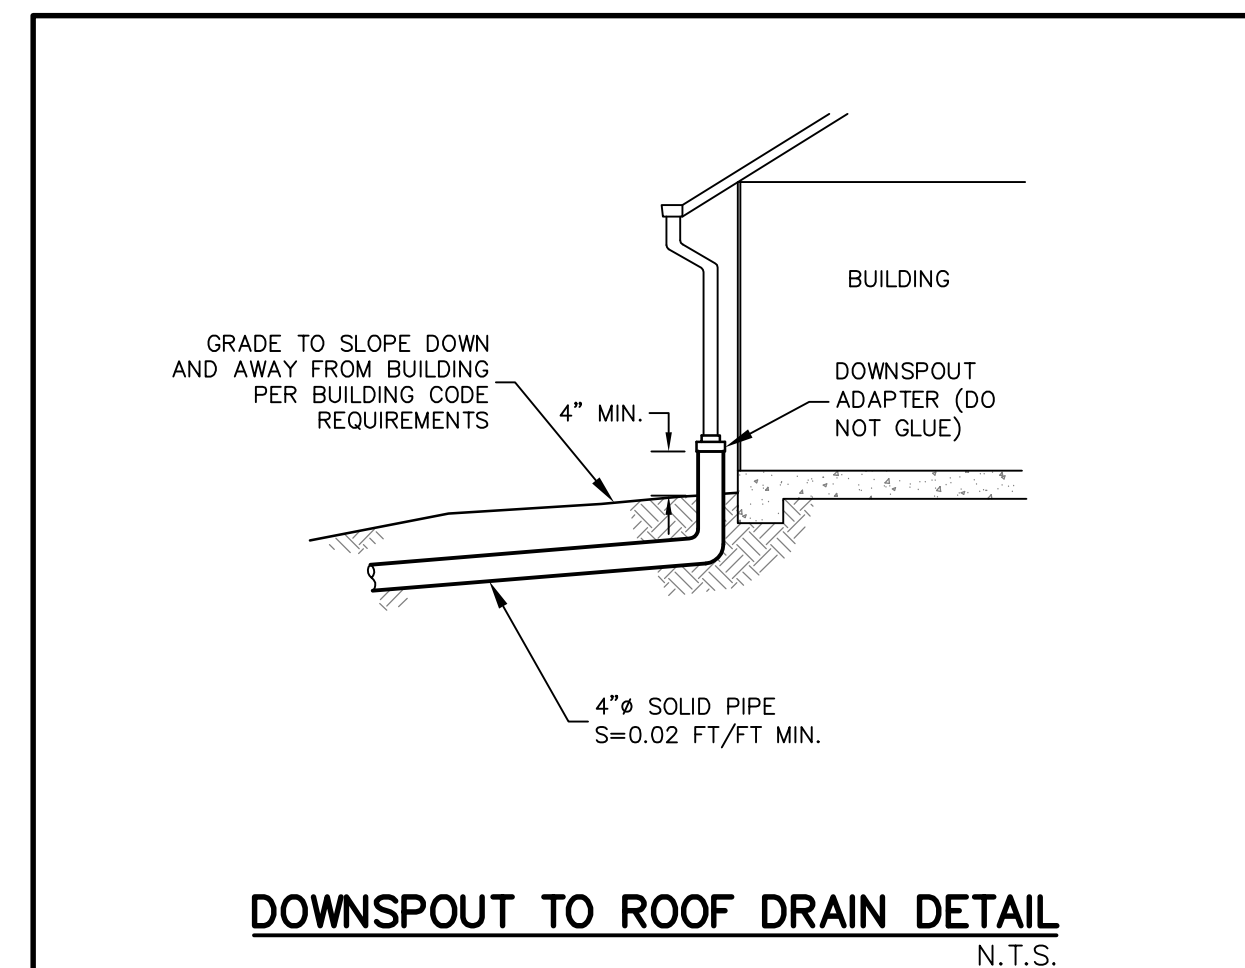 BUILDING
GRADE TO SLOPE DOWN
AND AWAY FROM BUILDING
PER BUILDING CODE
REQUIREMENTS
4” MIN.
DOWNSPOUT
ADAPTER (DO
NOT GLUE)
4”ø SOLID PIPE
S=0.02 FT/FT MIN.
DOWNSPOUT TO ROOF DRAIN DETAIL
N.T.S.